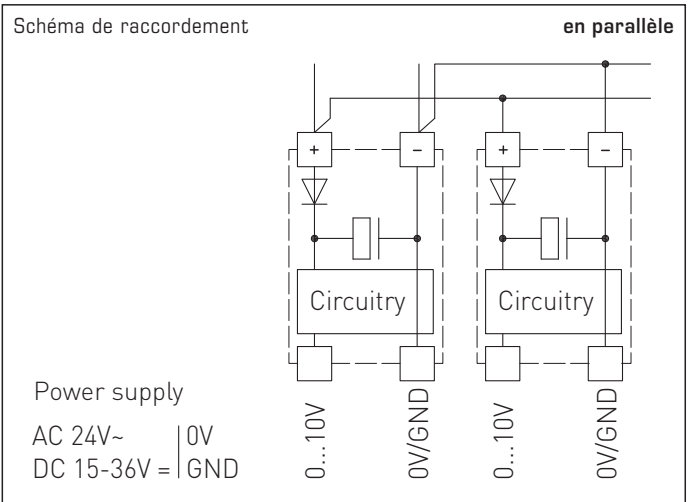 Schéma de raccordement
en parallèle
+ − + −
Circuitry Circuitry
Power supply
AC 24V~ | 0V
DC 15-36V = | GND
0...10V
0V/GND
0...10V
0V/GND